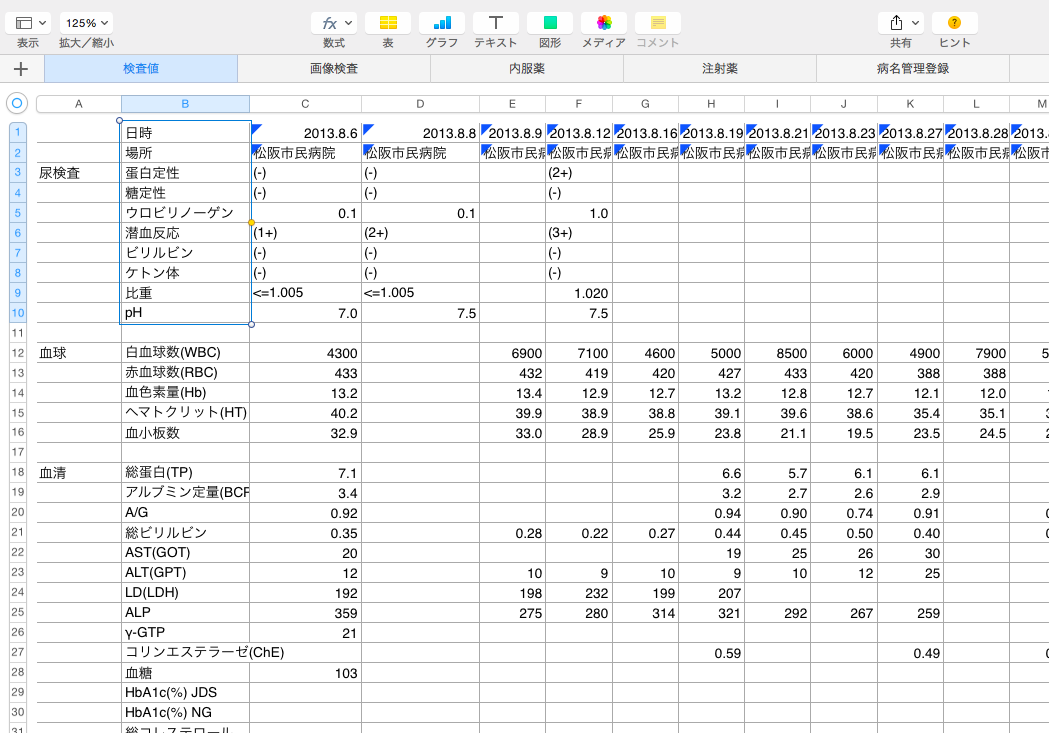 125%
表示 拡大／縮小 数式 表 グラフ テキスト 図形 メディア コメント 共有 ヒント
検査値 画像検査 内服薬 注射薬 病名管理登録
A B C D E F G H I J K L M
1 日時 2013.8.6 2013.8.8 2013.8.9 2013.8.12 2013.8.16 2013.8.19 2013.8.21 2013.8.23 2013.8.27 2013.8.28 2013.
2 場所 松阪市民病院 松阪市民病院 松阪市民病 松阪市民病 松阪市民病 松阪市民病 松阪市民病 松阪市民病 松阪市民病 松阪市民病 松阪市
3 尿検査 蛋白定性 (-) (-) (2+)
4 糖定性 (-) (-) (-)
5 ウロビリノーゲン 0.1 0.1 1.0
6 潜血反応 (1+) (2+) (3+)
7 ビリルビン (-) (-) (-)
8 ケトン体 (-) (-) (-)
9 比重 <=1.005 <=1.005 1.020
10 pH 7.0 7.5 7.5
11
12 血球 白血球数(WBC) 4300 6900 7100 4600 5000 8500 6000 4900 7900 5
13 赤血球数(RBC) 433 432 419 420 427 433 420 388 388
14 血色素量(Hb) 13.2 13.4 12.9 12.7 13.2 12.8 12.7 12.1 12.0
15 ヘマトクリット(HT) 40.2 39.9 38.9 38.8 39.1 39.6 38.6 35.4 35.1
16 血小板数 32.9 33.0 28.9 25.9 23.8 21.1 19.5 23.5 24.5
17
18 血清 総蛋白(TP) 7.1 6.6 5.7 6.1 6.1
19 アルブミン定量(BCP 3.4 3.2 2.7 2.6 2.9
20 A/G 0.92 0.94 0.90 0.74 0.91
21 総ビリルビン 0.35 0.28 0.22 0.27 0.44 0.45 0.50 0.40
22 AST(GOT) 20 19 25 26 30
23 ALT(GPT) 12 10 9 10 9 10 12 25
24 LD(LDH) 192 198 232 199 207
25 ALP 359 275 280 314 321 292 267 259
26 γ-GTP 21
27 コリンエステラーゼ(ChE) 0.59 0.49
28 血糖 103
29 HbA1c(%) JDS
30 HbA1c(%) NG
31 総コレステロール